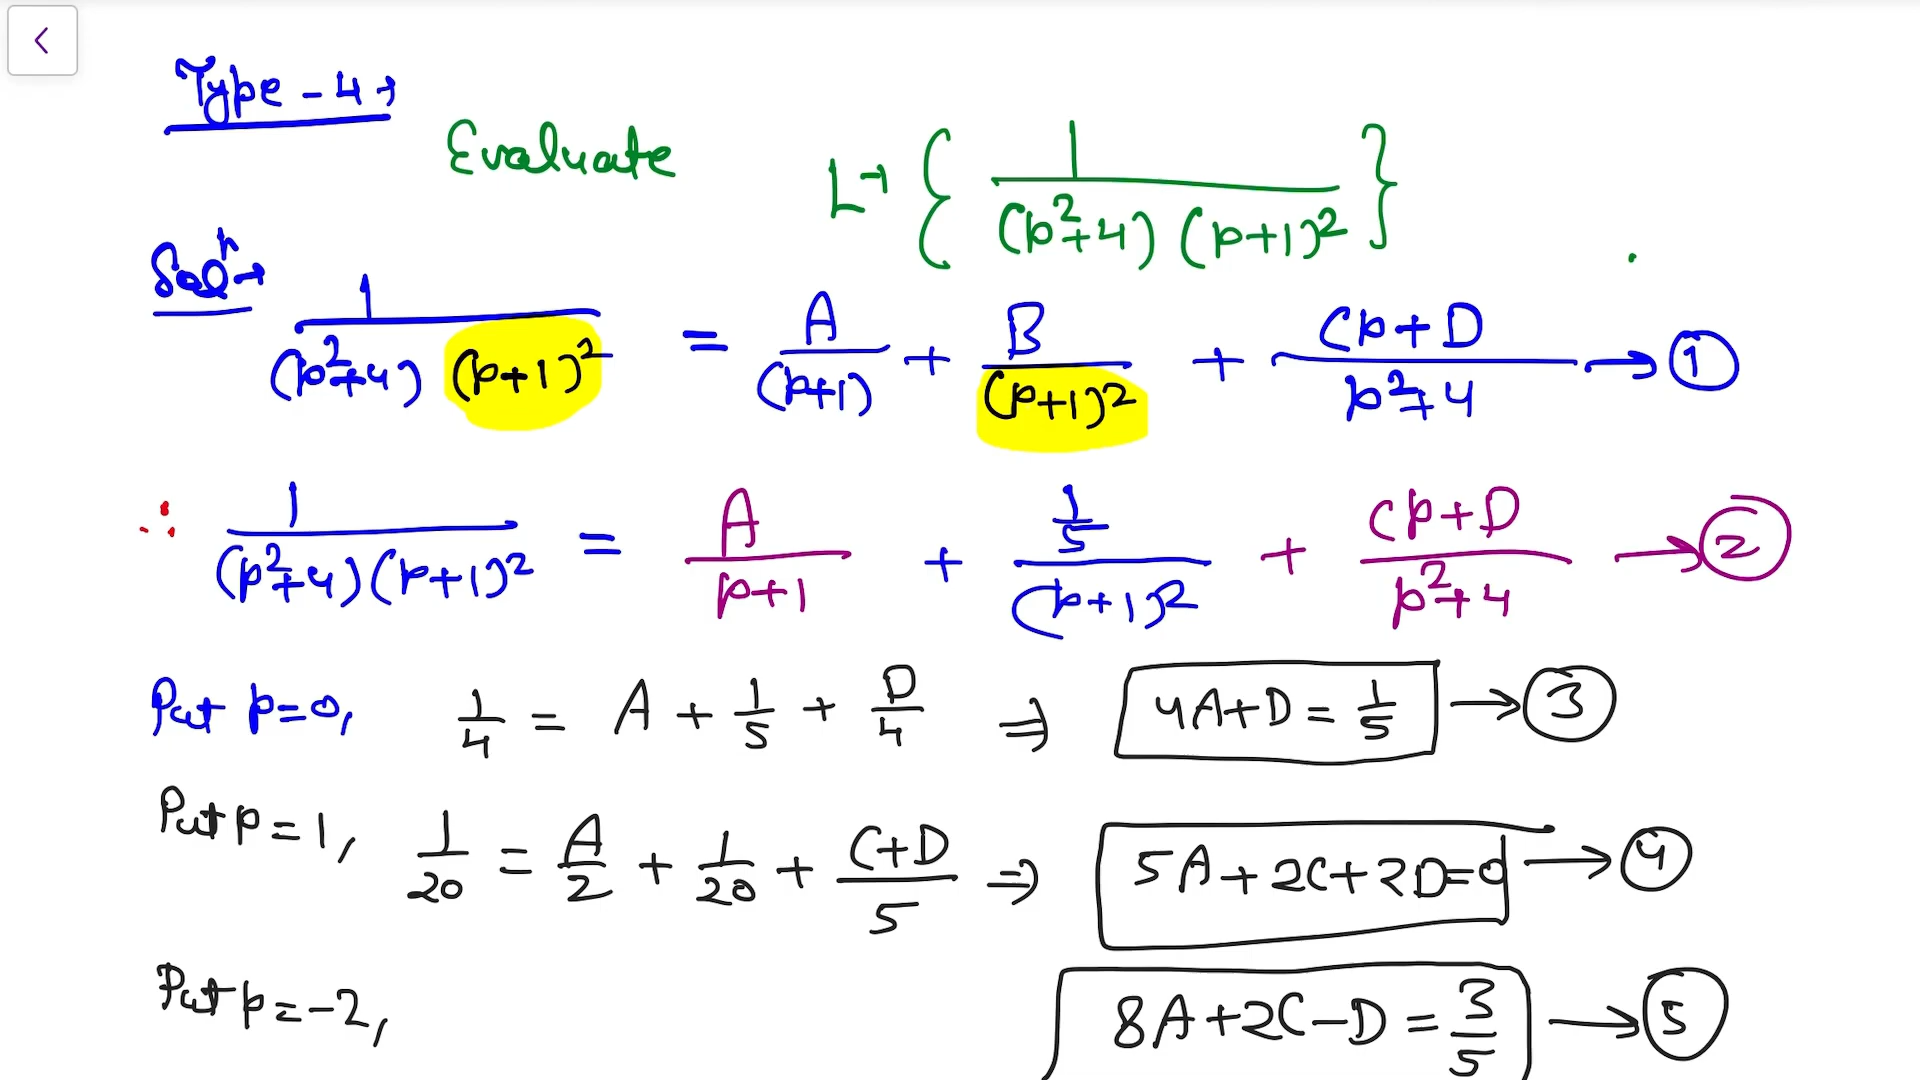 Type - 4 →
Evaluate L⁻¹ { 1 / (p²+4) (p+1)² }
Solⁿ →
1 / (p²+4) (p+1)² = A / (p+1) + B / (p+1)² + Cp+D / p²+4 → ①
∴ 1 / (p²+4)(p+1)² = A / p+1 + 1/5 / (p+1)² + Cp+D / p²+4 → ②
Put p=0, 1/4 = A + 1/5 + D/4 ⇒ 4A+D = 1/5 → ③
Put p=1, 1/20 = A/2 + 1/20 + C+D / 5 ⇒ 5A+2C+2D=0 → ④
Put p=-2, 8A+2C-D = 3/5 → ⑤